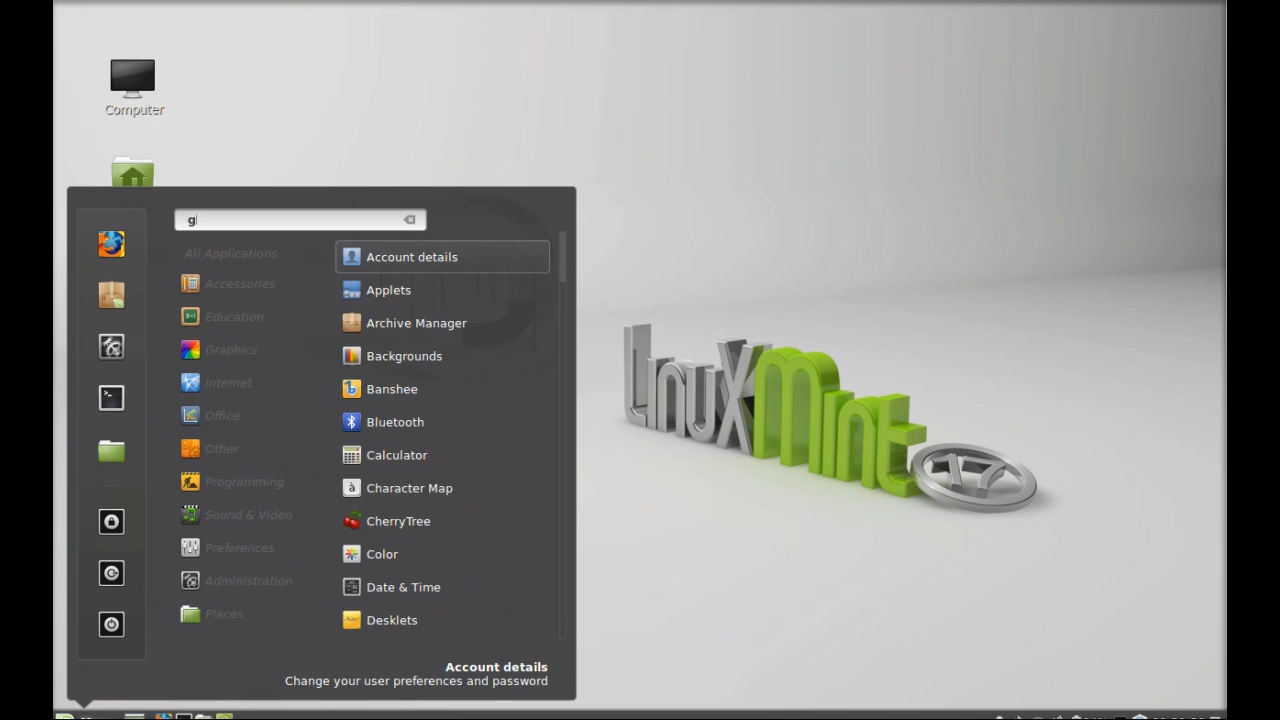 Computer
g
All Applications
Accessories
Education
Graphics
Internet
Office
Other
Programming
Sound & Video
Preferences
Administration
Places
Account details
Applets
Archive Manager
Backgrounds
Banshee
Bluetooth
Calculator
Character Map
CherryTree
Color
Date & Time
Desklets
Account details
Change your user preferences and password
LinuxMint 17